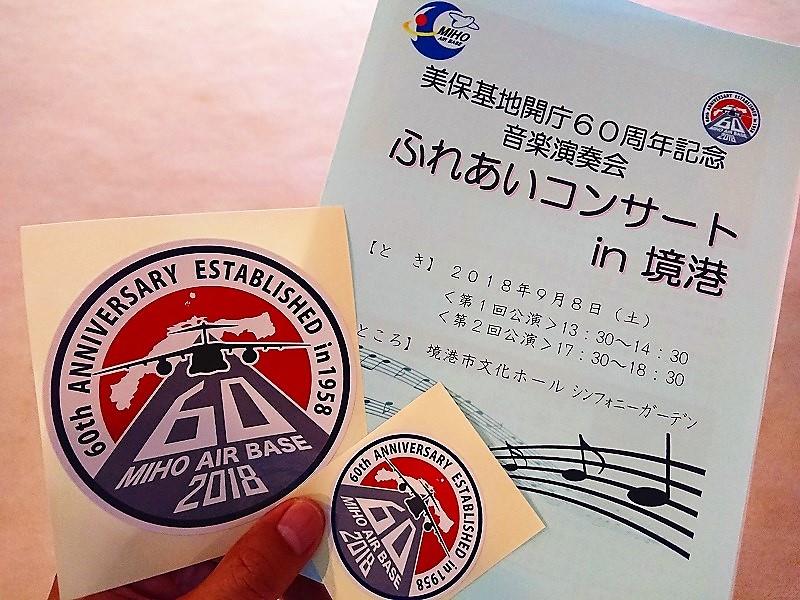 MIHO
AIR BASE
美保基地開庁60周年記念
音楽演奏会
ふれあいコンサート
in 境港
【と き】 2018年9月8日（土）
＜第1回公演＞13：30〜14：30
＜第2回公演＞17：30〜18：30
ところ】 境港市文化ホール シンフォニーガーデン
60
2018
60th ANNIVERSARY ESTABLISHED in 1958
60
MIHO AIR BASE
2018
60th ANNIVERSARY ESTABLISHED in 1958
60
MIHO AIR BASE
2018